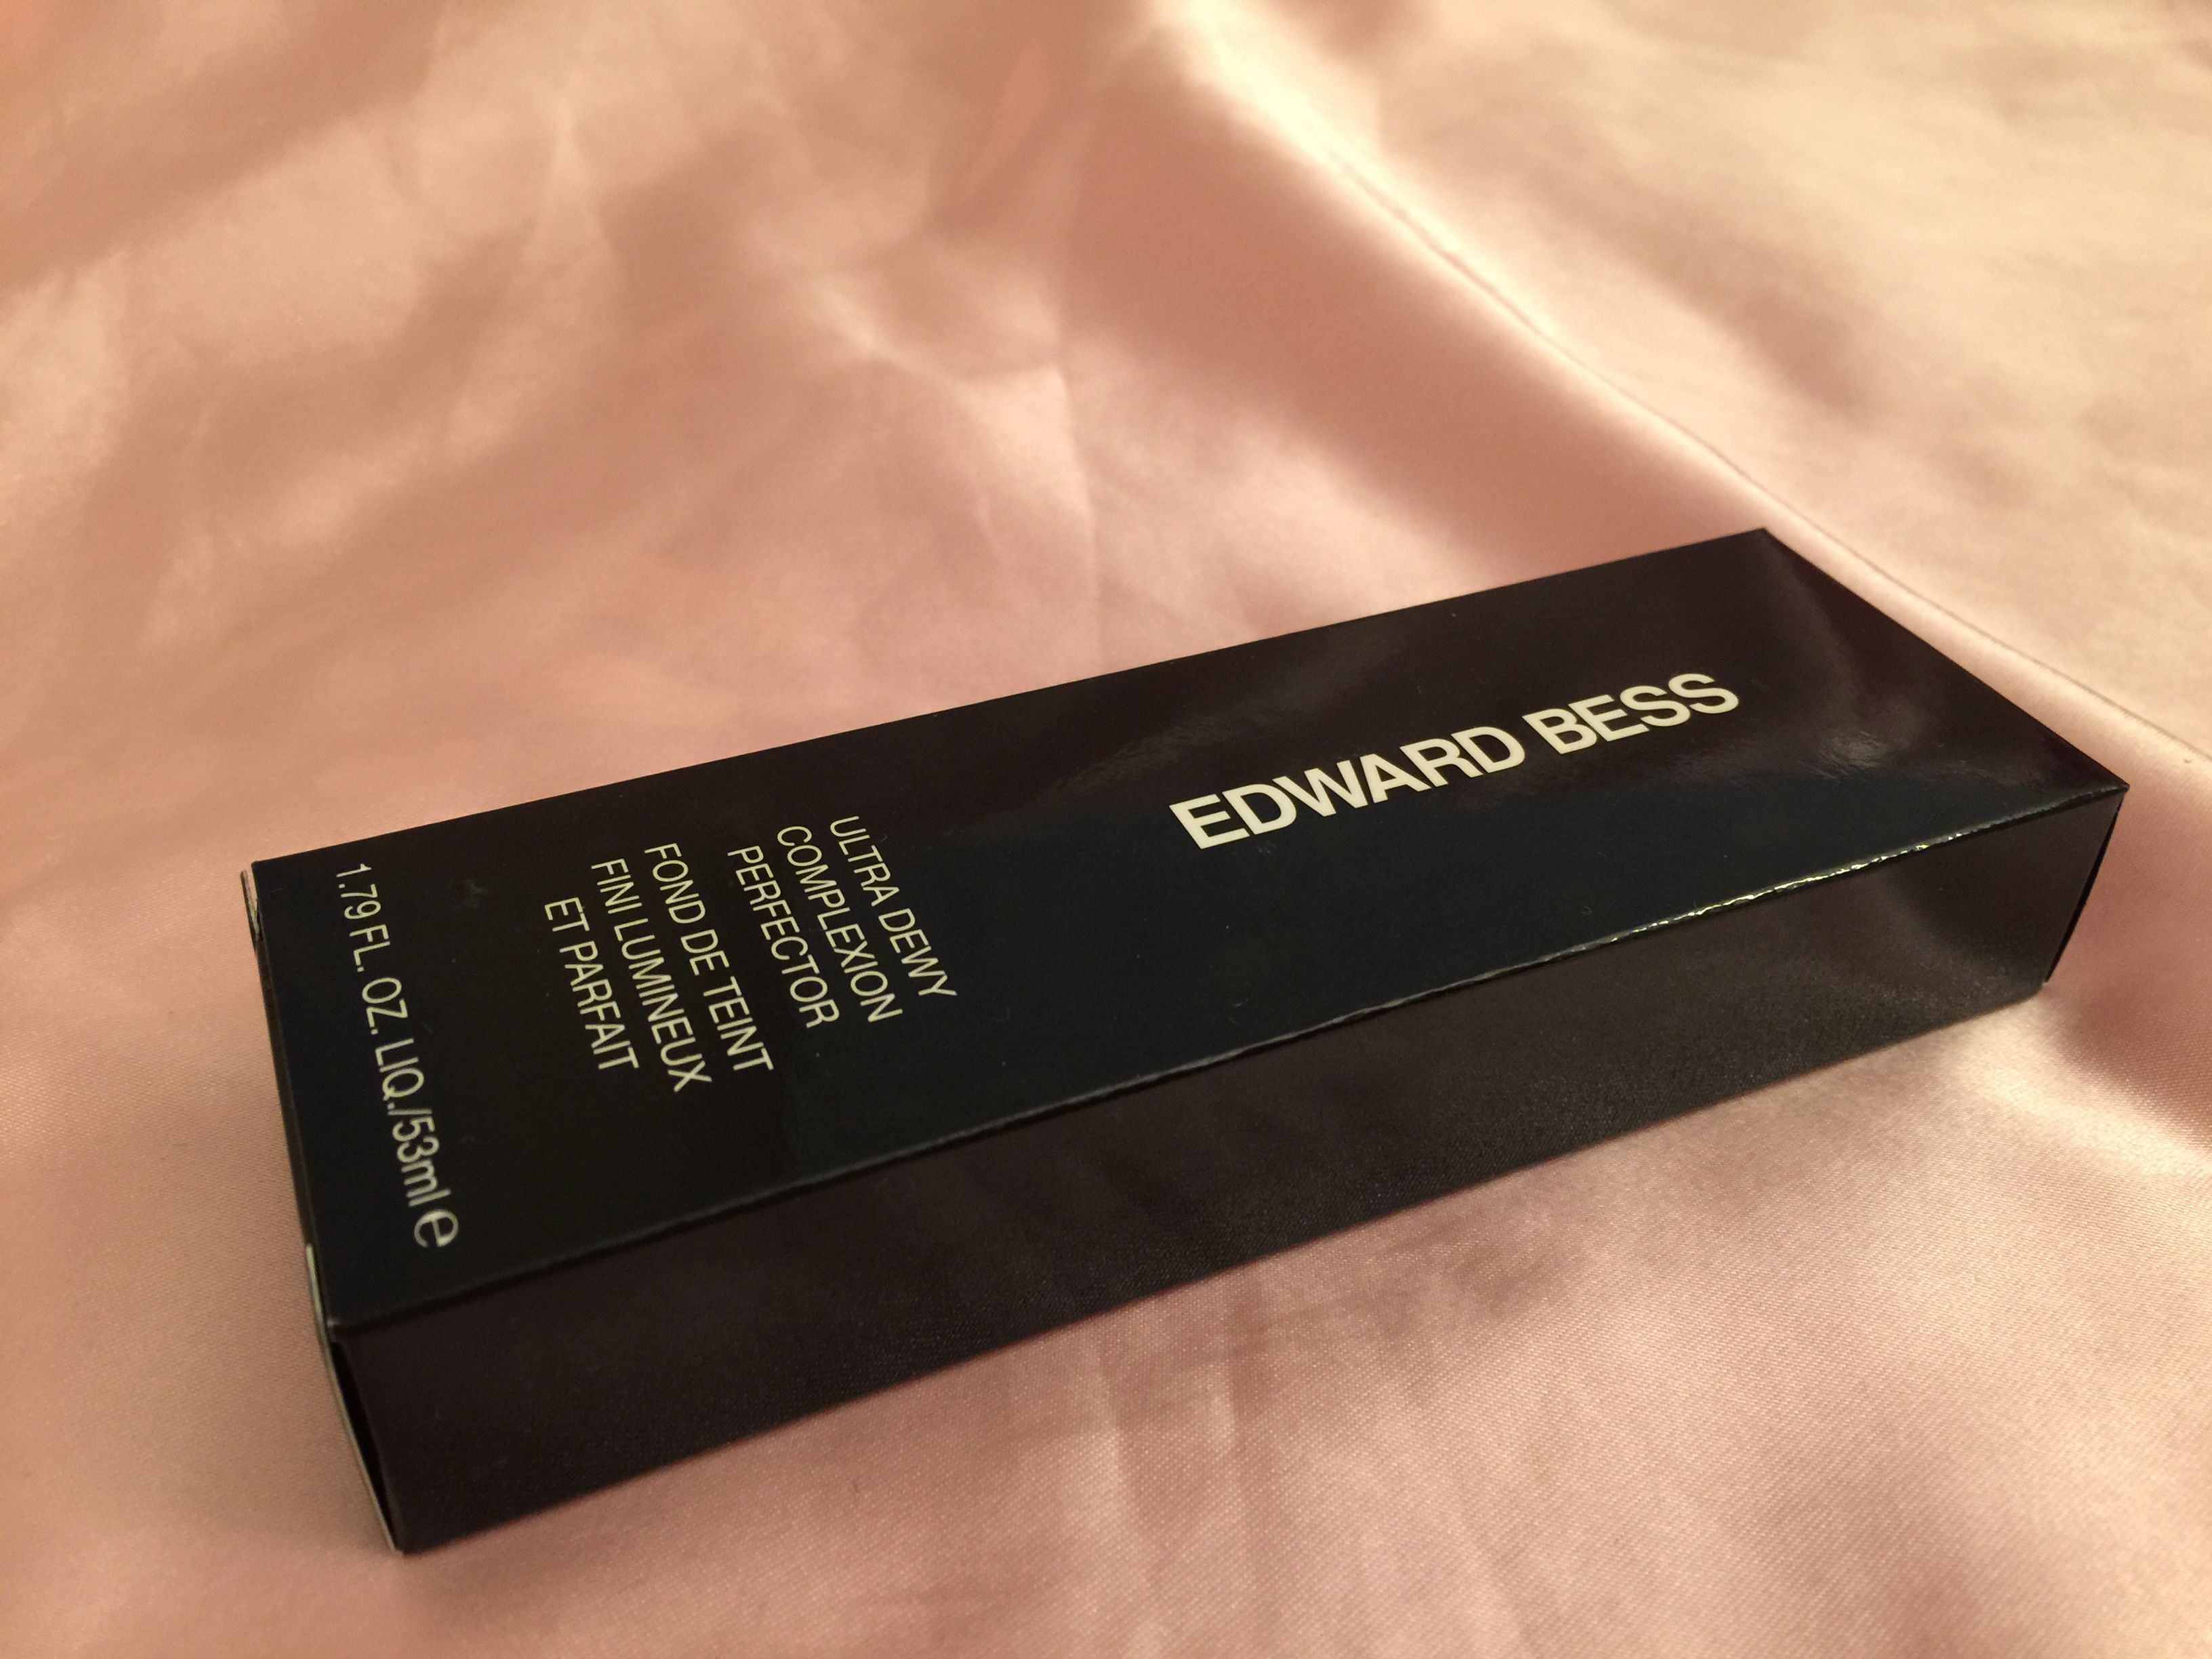 EDWARD BESS
ULTRA DEWY
COMPLEXION
PERFECTOR
FOND DE TEINT
FINI LUMINEUX
ET PARFAIT
1.79 FL. OZ. LIQ./53ml e